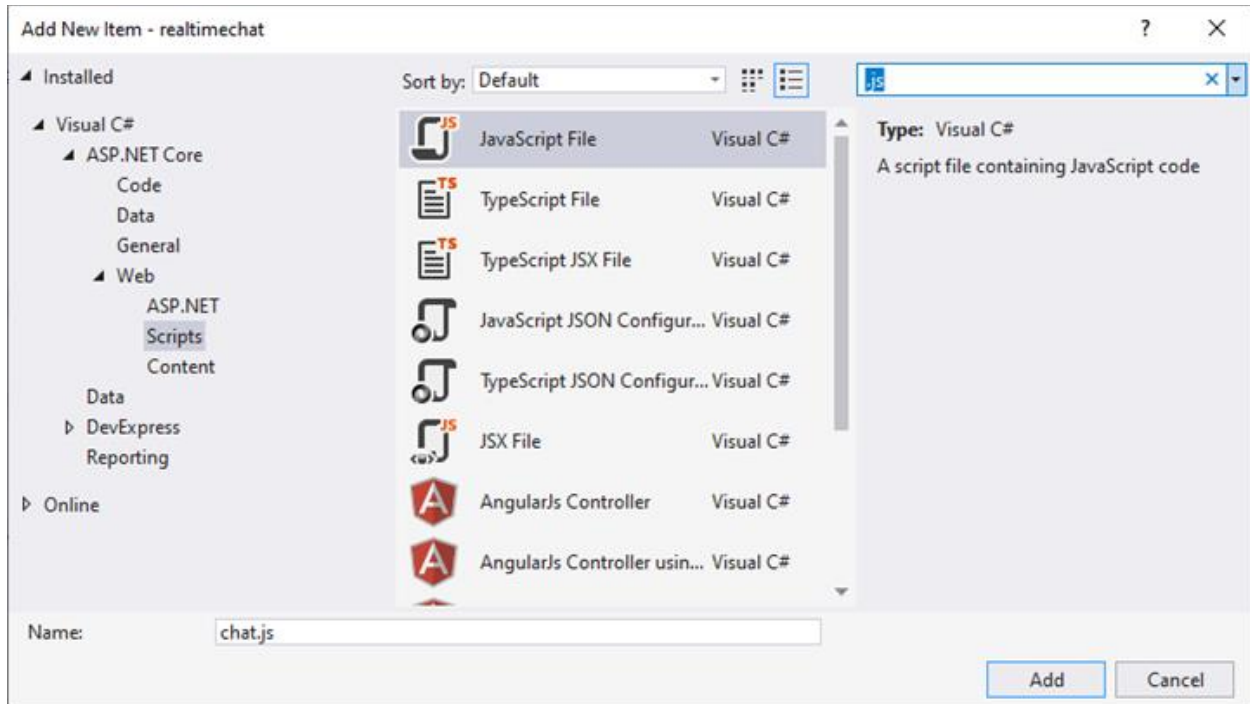 Add New Item - realtimechat
?
Installed
Sort by: Default
.js
Visual C#
ASP.NET Core
Code
Data
General
Web
ASP.NET
Scripts
Content
Data
DevExpress
Reporting
Online
JS JavaScript File Visual C#
TS TypeScript File Visual C#
TS TypeScript JSX File Visual C#
JavaScript JSON Configur... Visual C#
TypeScript JSON Configur... Visual C#
JS JSX File Visual C#
A AngularJs Controller Visual C#
A AngularJs Controller usin... Visual C#
Type: Visual C#
A script file containing JavaScript code
Name: chat.js
Add Cancel